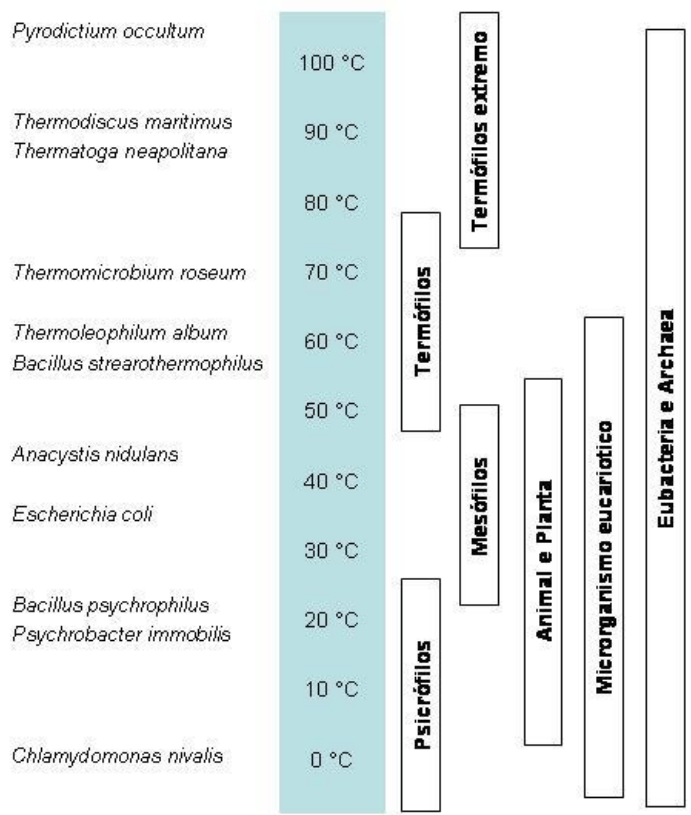 Pyrodictium occultum
100 °C
Thermodiscus maritimus
90 °C
Thermatoga neapolitana
80 °C
Thermomicrobium roseum
70 °C
Thermoleophilum album
60 °C
Bacillus strearothermophilus
50 °C
Anacystis nidulans
40 °C
Escherichia coli
30 °C
Bacillus psychrophilus
20 °C
Psychrobacter immobilis
10 °C
Chlamydomonas nivalis
0 °C
Termófilos
Psicrófilos
Termófilos extremo
Mesófilos
Animal e Planta
Microrganismo eucariotico
Eubacteria e Archaea